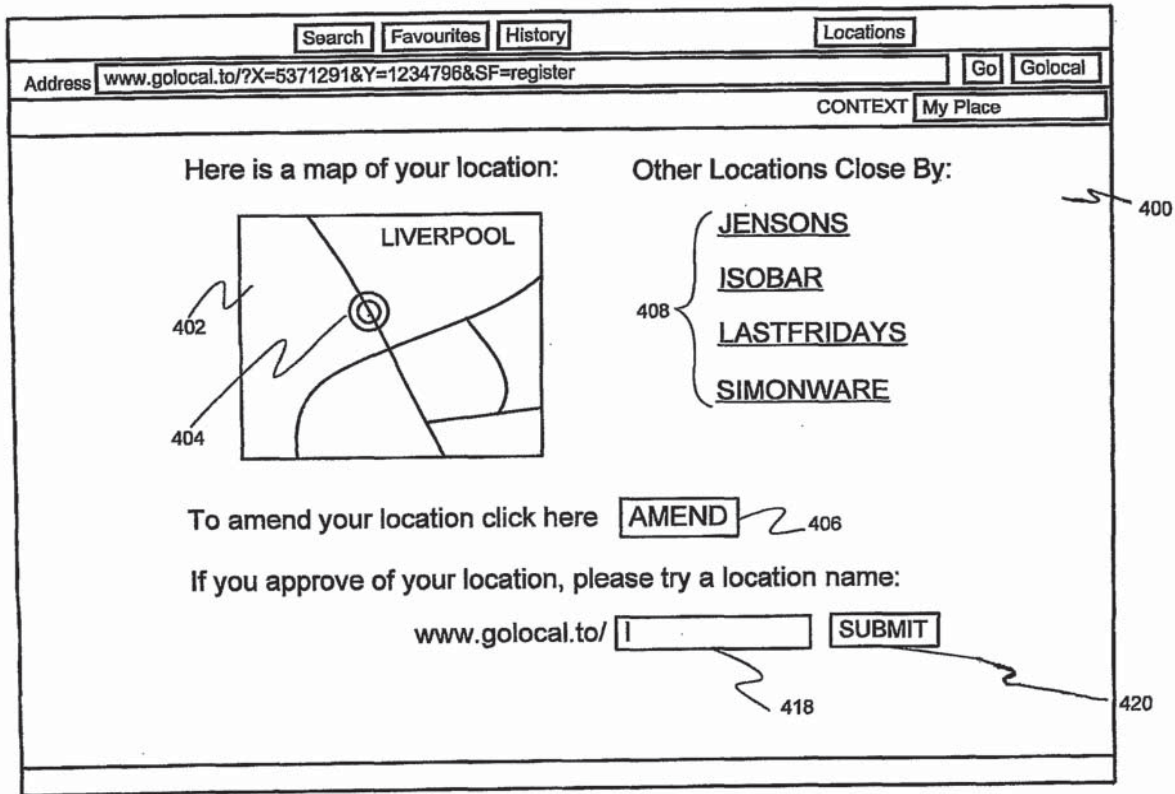 Search Favourites History Locations
Address www.golocal.to/?X=5371291&Y=1234796&SF=register Go Golocal
CONTEXT My Place
Here is a map of your location:
Other Locations Close By:
400
LIVERPOOL
402
404
408
JENSONS
ISOBAR
LASTFRIDAYS
SIMONWARE
To amend your location click here AMEND 406
If you approve of your location, please try a location name:
www.golocal.to/ SUBMIT
418
420